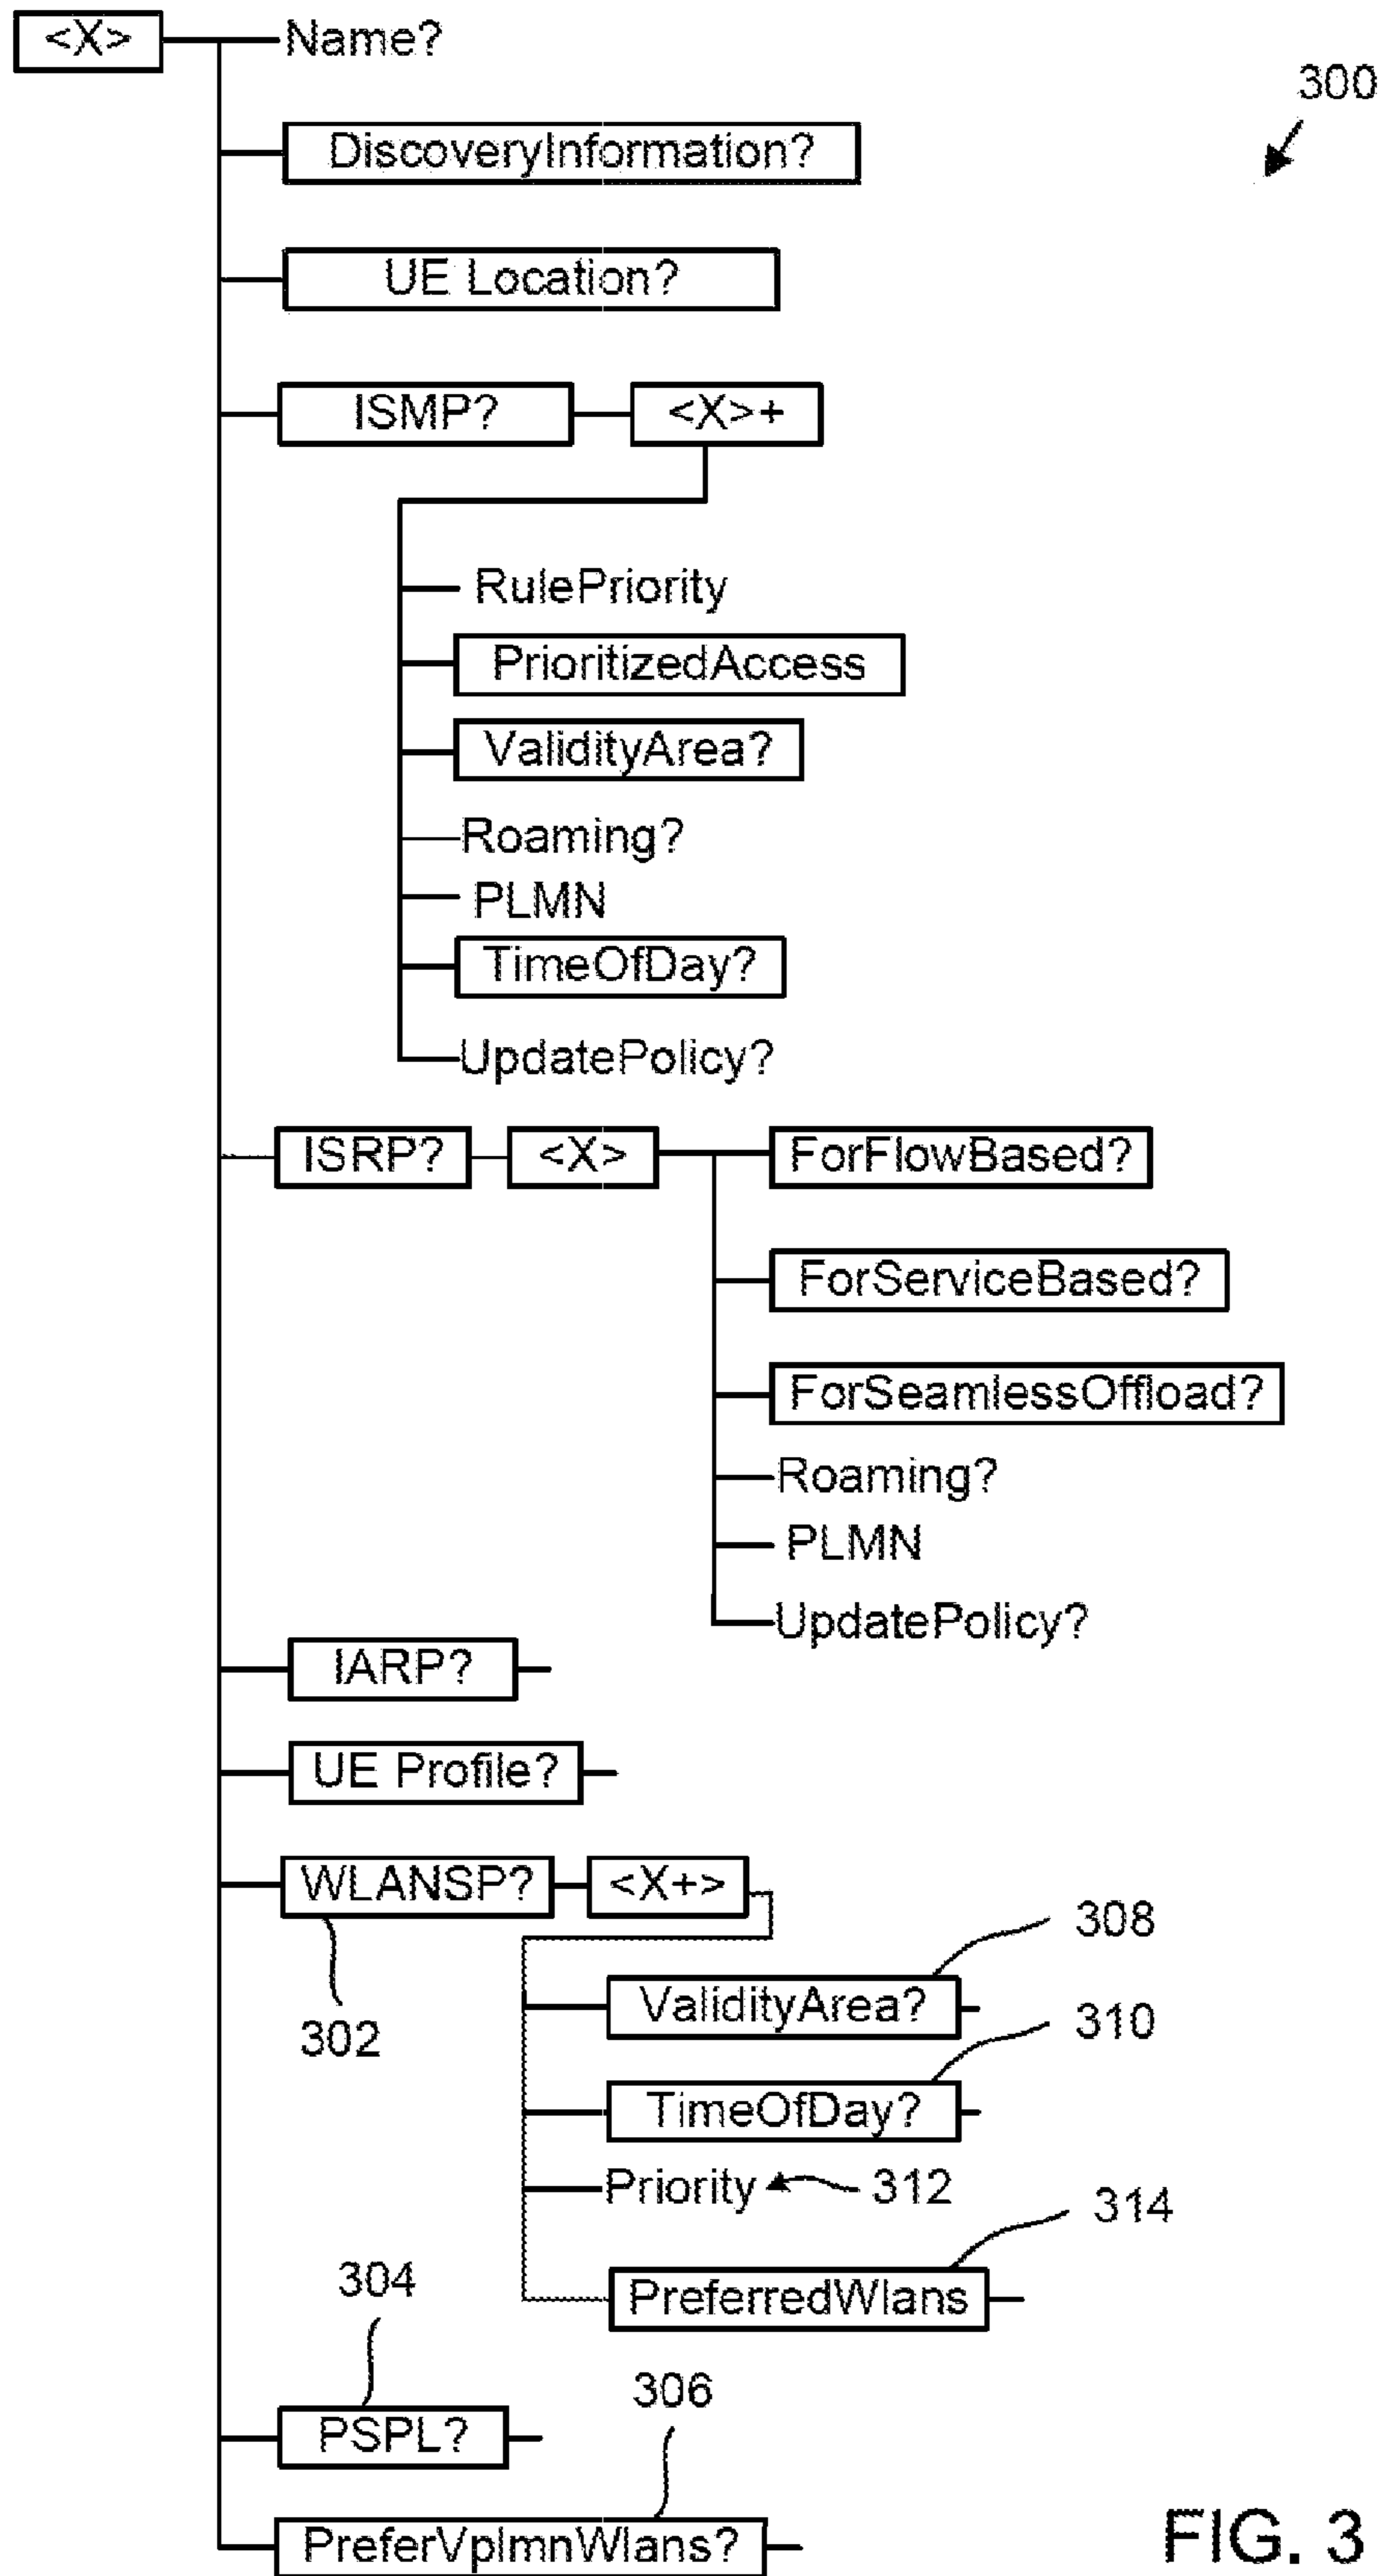 <X>
Name?
300
DiscoveryInformation?
UE Location?
ISMP?
<X>+
RulePriority
PrioritizedAccess
ValidityArea?
Roaming?
PLMN
TimeOfDay?
UpdatePolicy?
ISRP?
<X>
ForFlowBased?
ForServiceBased?
ForSeamlessOffload?
Roaming?
PLMN
UpdatePolicy?
IARP?
UE Profile?
WLANSP?
<X+>
302
308
ValidityArea?
310
TimeOfDay?
Priority
312
314
PreferredWlans
304
PSPL?
306
PreferVplmnWlans?
FIG. 3